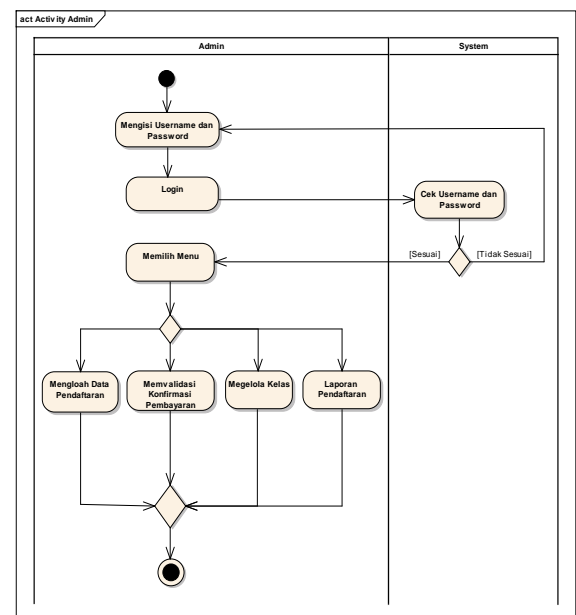 act Activity Admin
Admin
System
Mengisi Username dan
Password
Login
Cek Username dan
Password
[Sesuai]
[Tidak Sesuai]
Memilih Menu
Mengloah Data
Pendaftaran
Memvalidasi
Konfirmasi
Pembayaran
Megelola Kelas
Laporan
Pendaftaran